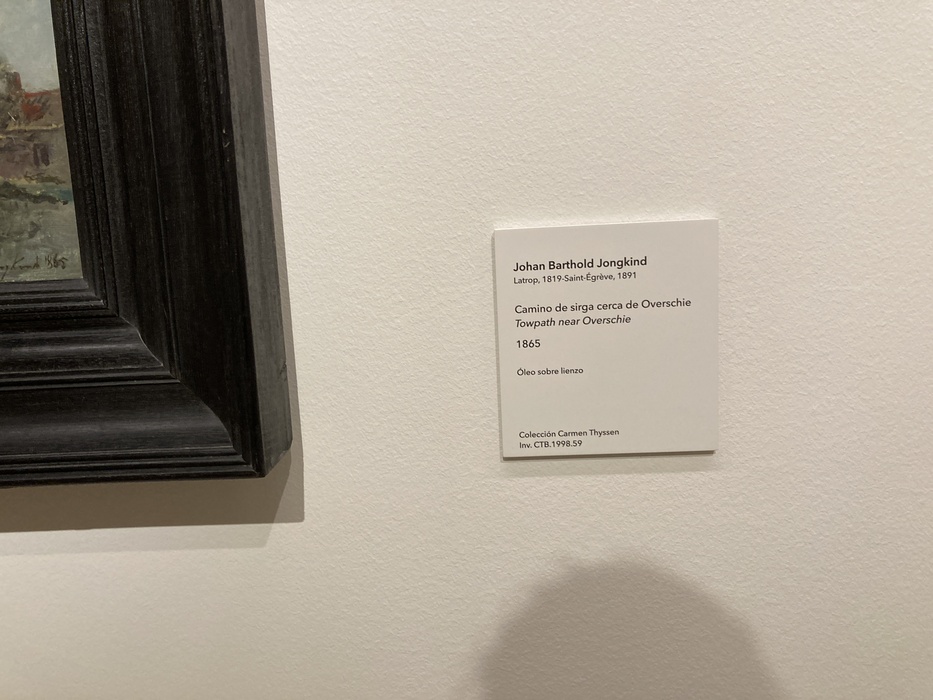 Johan Barthold Jongkind
Latrop, 1819-Saint-Égrève, 1891
Camino de sirga cerca de Overschie
Towpath near Overschie
1865
Óleo sobre lienzo
Colección Carmen Thyssen
Inv. CTB.1998.59